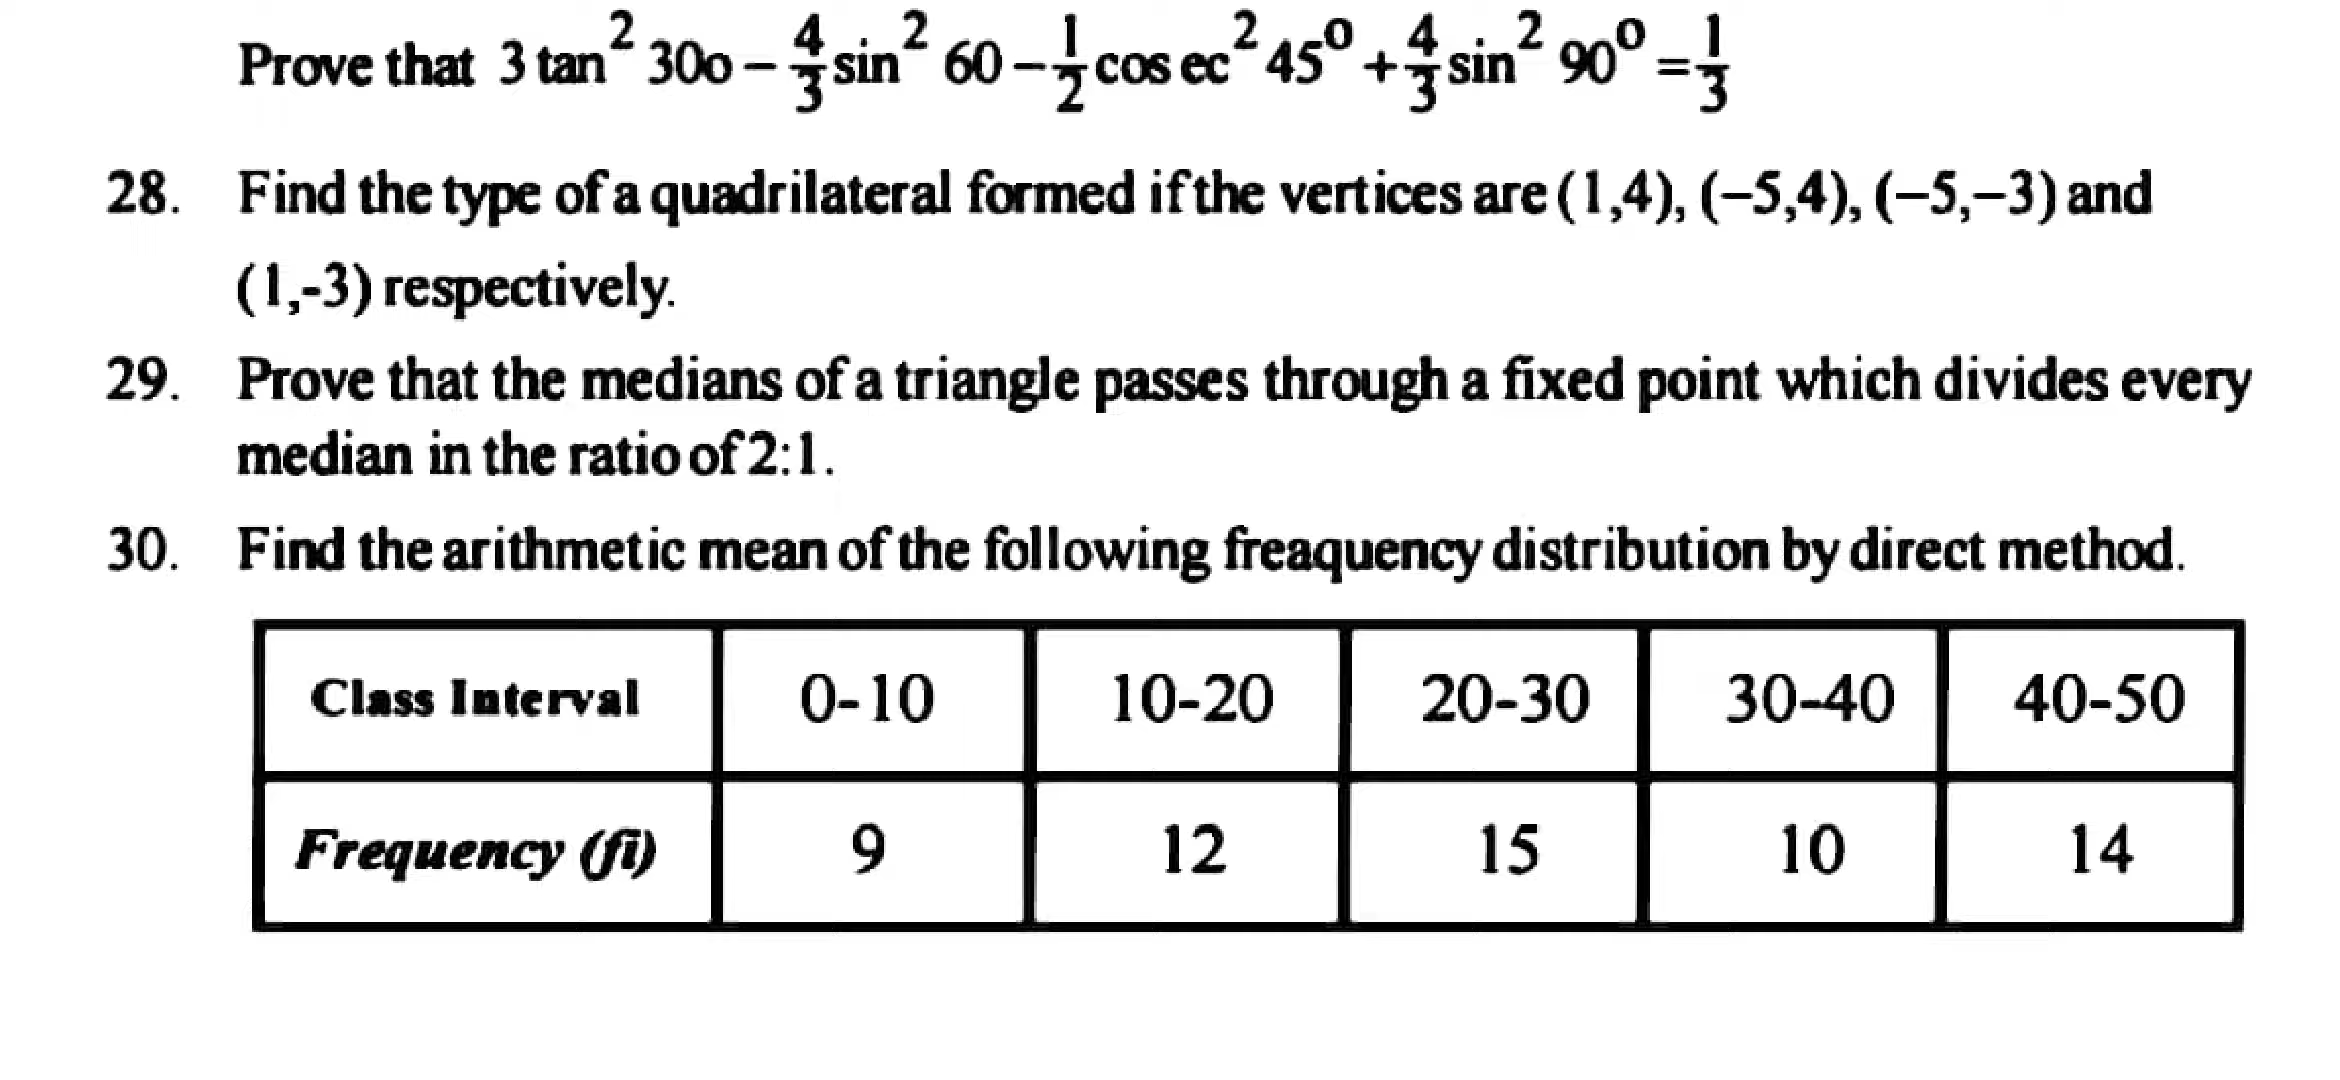 Prove that 3 tan² 30o − 4/3 sin² 60 − 1/2 cos ec² 45⁰ + 4/3 sin² 90⁰ = 1/3
28. Find the type of a quadrilateral formed if the vertices are (1,4), (−5,4), (−5,−3) and
(1,-3) respectively.
29. Prove that the medians of a triangle passes through a fixed point which divides every
median in the ratio of 2:1.
30. Find the arithmetic mean of the following freaquency distribution by direct method.
Class Interval 0-10 10-20 20-30 30-40 40-50
Frequency (fi) 9 12 15 10 14